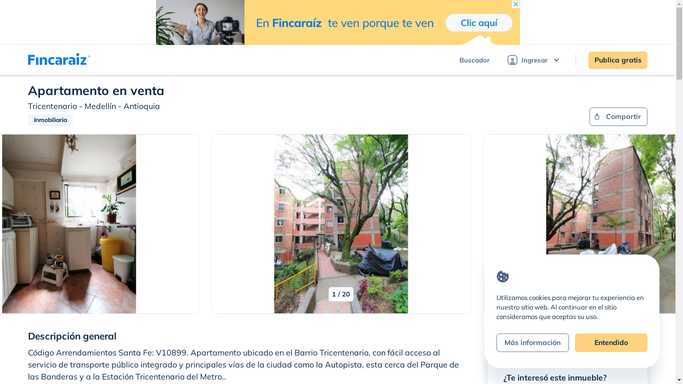 En Fincaraíz te ven porque te ven
Clic aquí
Fincaraiz
Buscador
Ingresar
Publica gratis
Apartamento en venta
Tricentenario - Medellín - Antioquia
Inmobiliaria
Compartir
1 / 20
Utilizamos cookies para mejorar tu experiencia en
nuestro sitio web. Al continuar en el sitio
consideramos que aceptas su uso.
Más información
Entendido
Descripción general
Código Arrendamientos Santa Fe: V10899. Apartamento ubicado en el Barrio Tricentenario, con fácil acceso al
servicio de transporte público integrado y principales vías de la ciudad como la Autopista, esta cerca del Parque de
las Banderas y a la Estación Tricentenario del Metro..
¿Te interesó este inmueble?